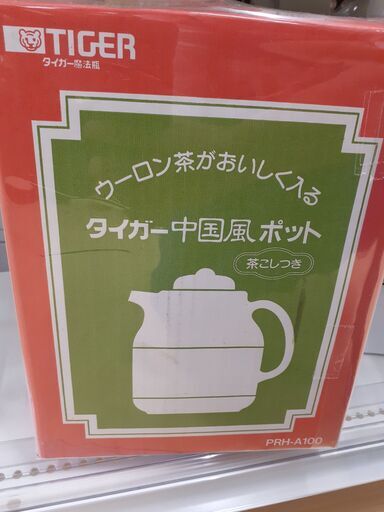 TIGER
タイガー魔法瓶
ウーロン茶がおいしく入る
タイガー中国風ポット
茶こしつき
PRH-A100